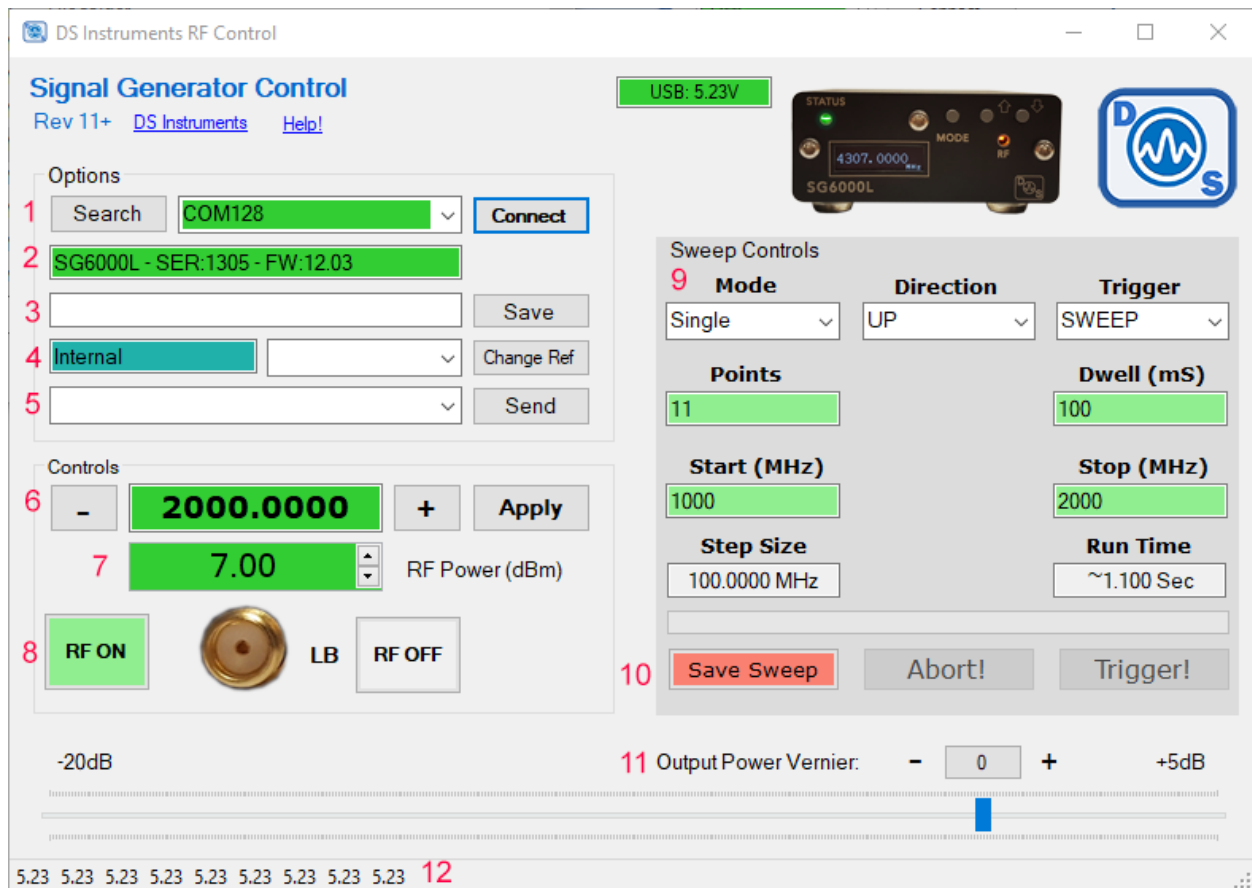 DS Instruments RF Control
Signal Generator Control
USB: 5.23V
Rev 11+ DS Instruments Help!
STATUS
MODE
RF
4307.0000
MHz
SG6000L
D S
D S
Options
1 Search COM128 Connect
2 SG6000L - SER:1305 - FW:12.03
3 Save
4 Internal Change Ref
5 Send
Controls
6 - 2000.0000 + Apply
7 7.00 RF Power (dBm)
8 RF ON LB RF OFF
Sweep Controls
9 Mode Direction Trigger
Single UP SWEEP
Points Dwell (mS)
11 100
Start (MHz) Stop (MHz)
1000 2000
Step Size Run Time
100.0000 MHz ~1.100 Sec
10 Save Sweep Abort! Trigger!
-20dB 11 Output Power Vernier: - 0 + +5dB
5.23 5.23 5.23 5.23 5.23 5.23 5.23 5.23 5.23 12